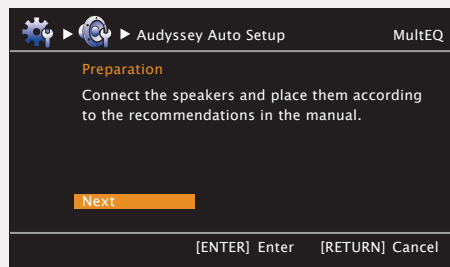 Audyssey Auto Setup MultEQ
Preparation
Connect the speakers and place them according
to the recommendations in the manual.
Next
[ENTER] Enter [RETURN] Cancel